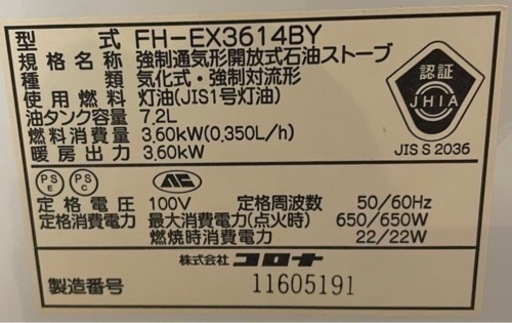 型式 FH-EX3614BY
規格名称 強制通気形開放式石油ストーブ
種類 気化式・強制対流形
使用燃料 灯油(JIS1号灯油)
油タンク容量 7.2L
燃料消費量 3.60kW(0.350L/h)
暖房出力 3.60kW
認証
JHIA
JIS S 2036
PS E PS C
定格電圧 100V 定格周波数 50/60Hz
定格消費電力 最大消費電力(点火時) 650/650W
燃焼時消費電力 22/22W
株式会社 コロナ
製造番号 11605191